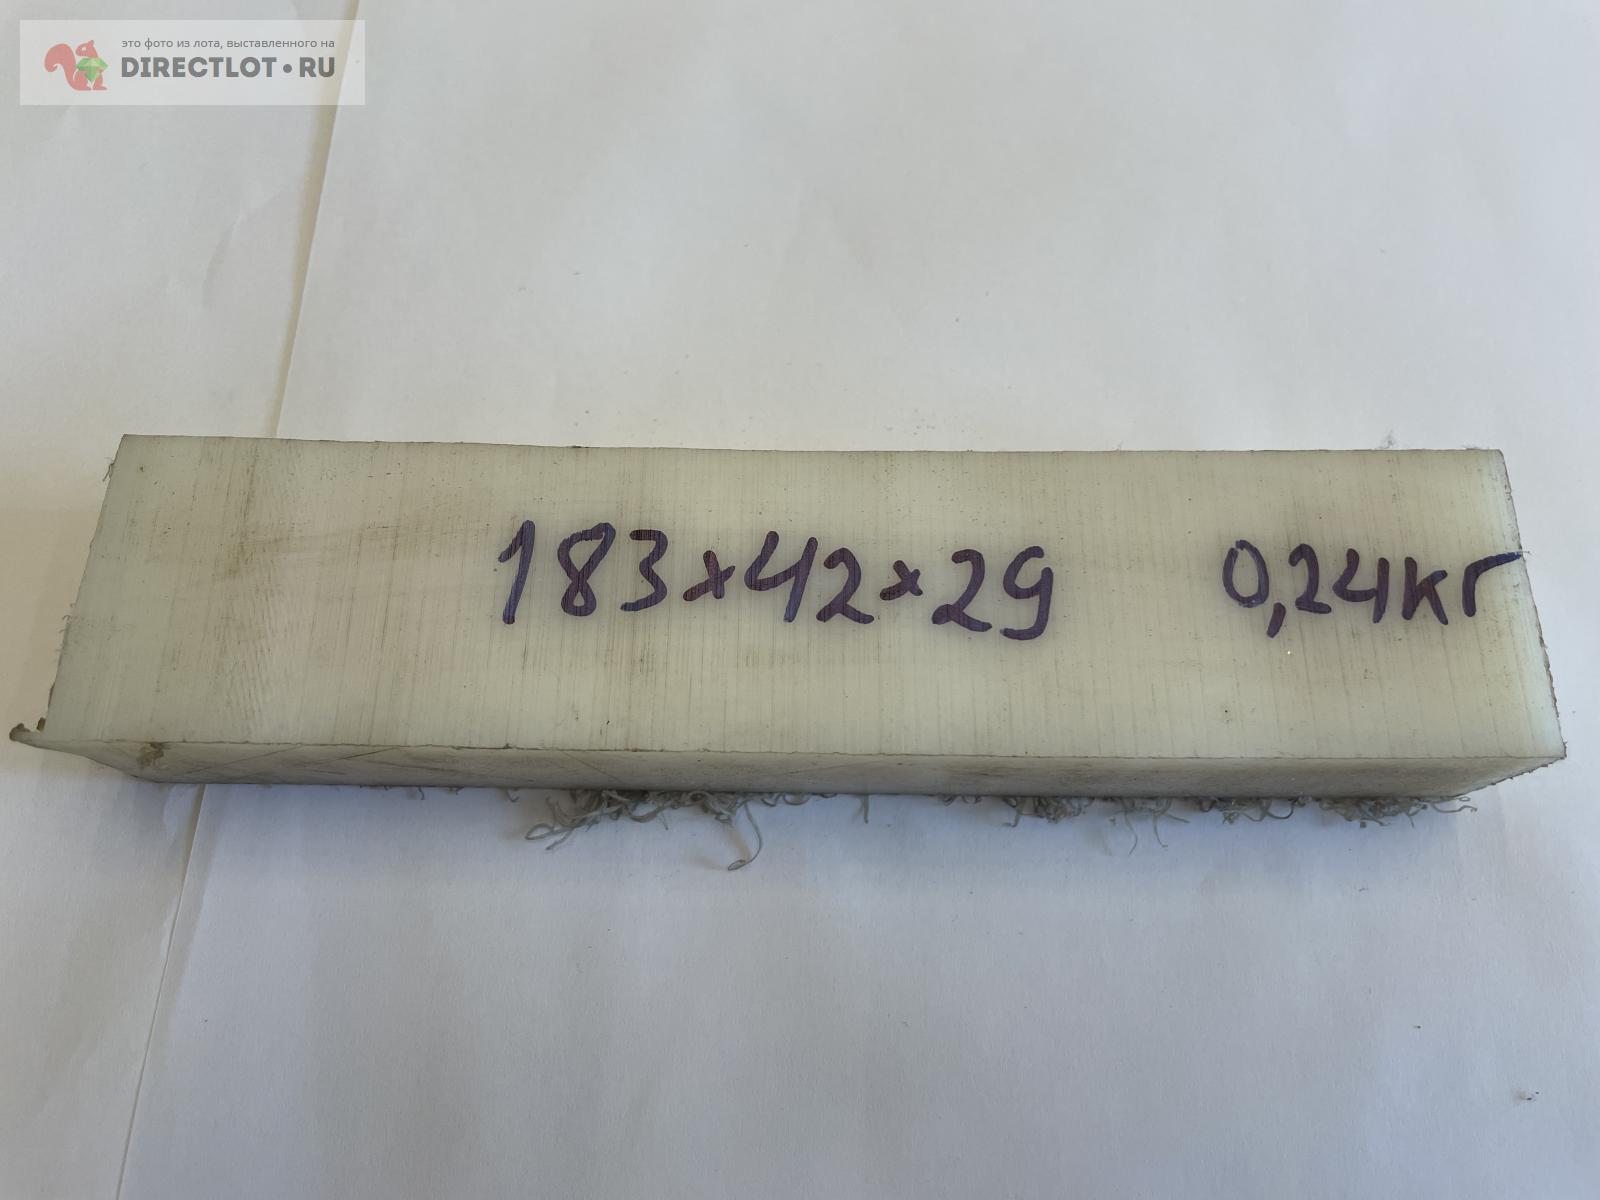 это фото из лота, выставленного на
DIRECTLOT•RU
183×42×29 0,24кг